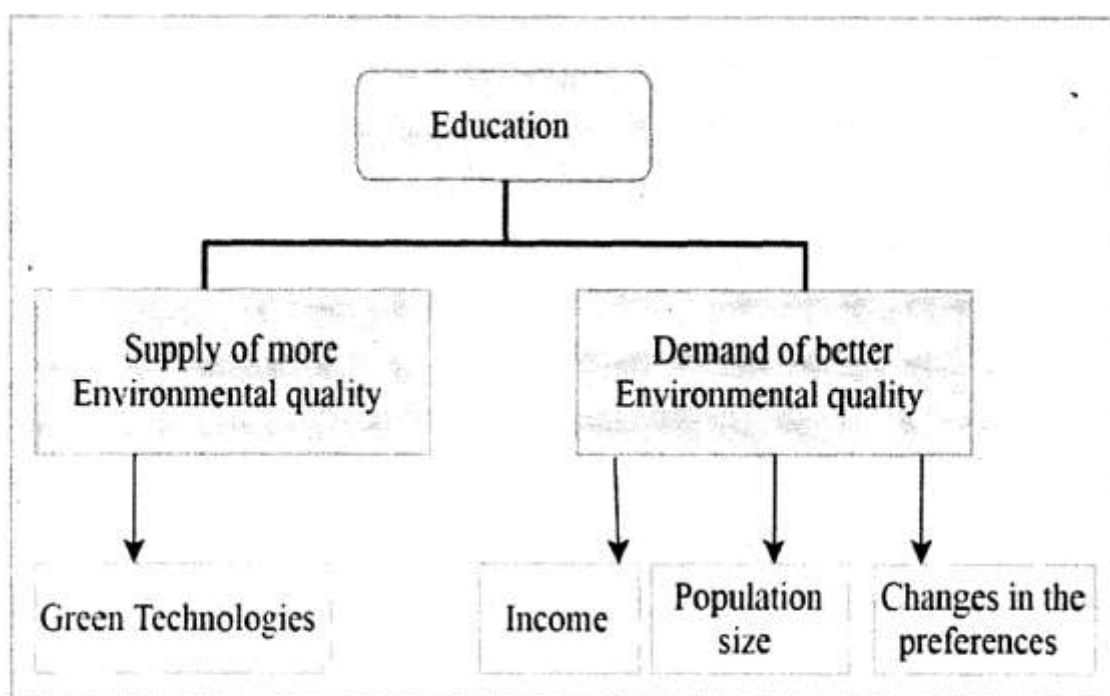 Education
Supply of more
Environmental quality
Demand of better
Environmental quality
Green Technologies
Income
Population
size
Changes in the
preferences